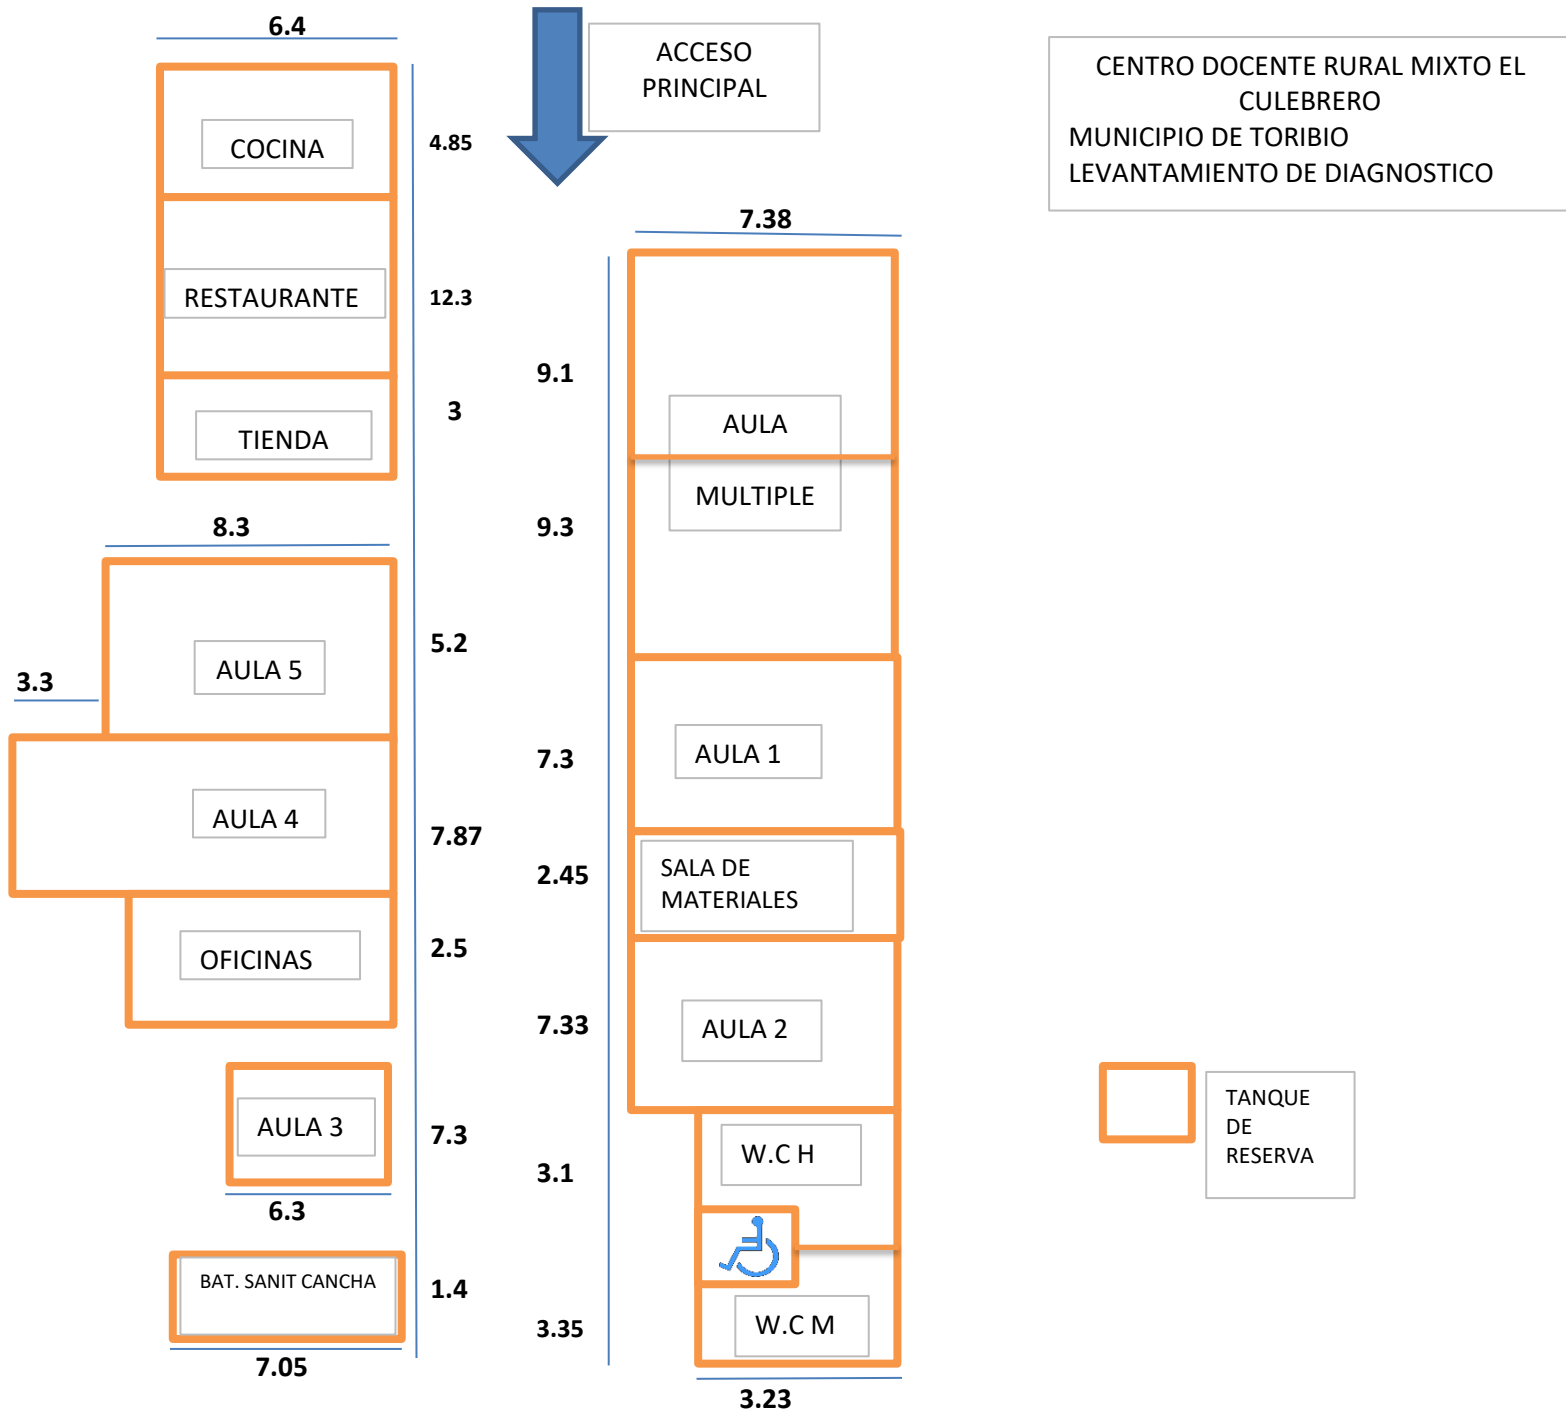 6.4
ACCESO
PRINCIPAL
CENTRO DOCENTE RURAL MIXTO EL
CULEBRERO
MUNICIPIO DE TORIBIO
LEVANTAMIENTO DE DIAGNOSTICO
COCINA
4.85
RESTAURANTE
12.3
TIENDA
3
8.3
AULA 5
5.2
3.3
AULA 4
7.87
OFICINAS
2.5
AULA 3
7.3
6.3
BAT. SANIT CANCHA
1.4
7.05
7.38
9.1
AULA
MULTIPLE
9.3
7.3
AULA 1
2.45
SALA DE
MATERIALES
7.33
AULA 2
3.1
W.C H
3.35
W.C M
3.23
TANQUE
DE
RESERVA